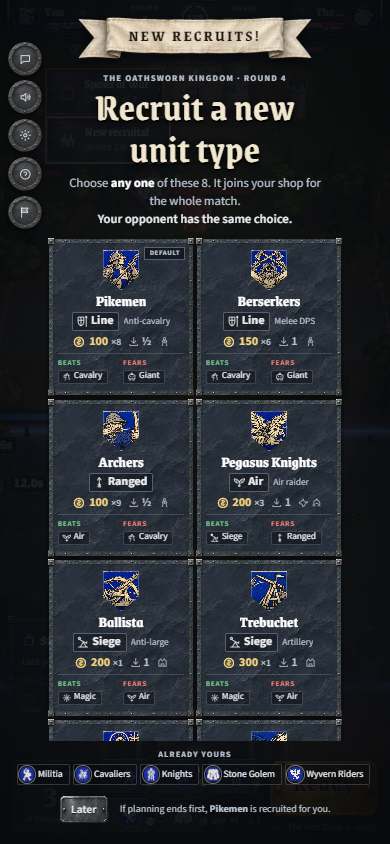 NEW RECRUITS!
THE OATHSWORN KINGDOM · ROUND 4
Recruit a new
unit type
Choose any one of these 8. It joins your shop for
the whole match.
Your opponent has the same choice.
DEFAULT
Pikemen
Line Anti-cavalry
100 ×8 ½
BEATS FEARS
Cavalry Giant
Berserkers
Line Melee DPS
150 ×6 1
BEATS FEARS
Cavalry Giant
Archers
Ranged
100 ×9 ½
BEATS FEARS
Air Cavalry
Pegasus Knights
Air Air raider
200 ×3 1
BEATS FEARS
Siege Ranged
Ballista
Siege Anti-large
200 ×1 1
BEATS FEARS
Magic Air
Trebuchet
Siege Artillery
300 ×1 1
BEATS FEARS
Magic Air
ALREADY YOURS
Militia Cavaliers Knights Stone Golem Wyvern Riders
Later If planning ends first, Pikemen is recruited for you.